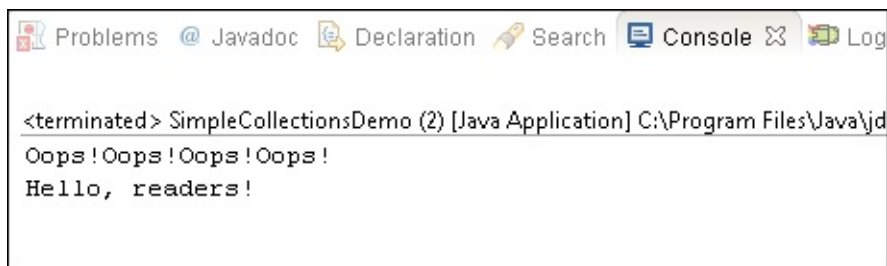 Problems @ Javadoc Declaration Search Console Log
<terminated> SimpleCollectionsDemo (2) [Java Application] C:\Program Files\Java\jd
Oops!Oops!Oops!Oops!
Hello, readers!